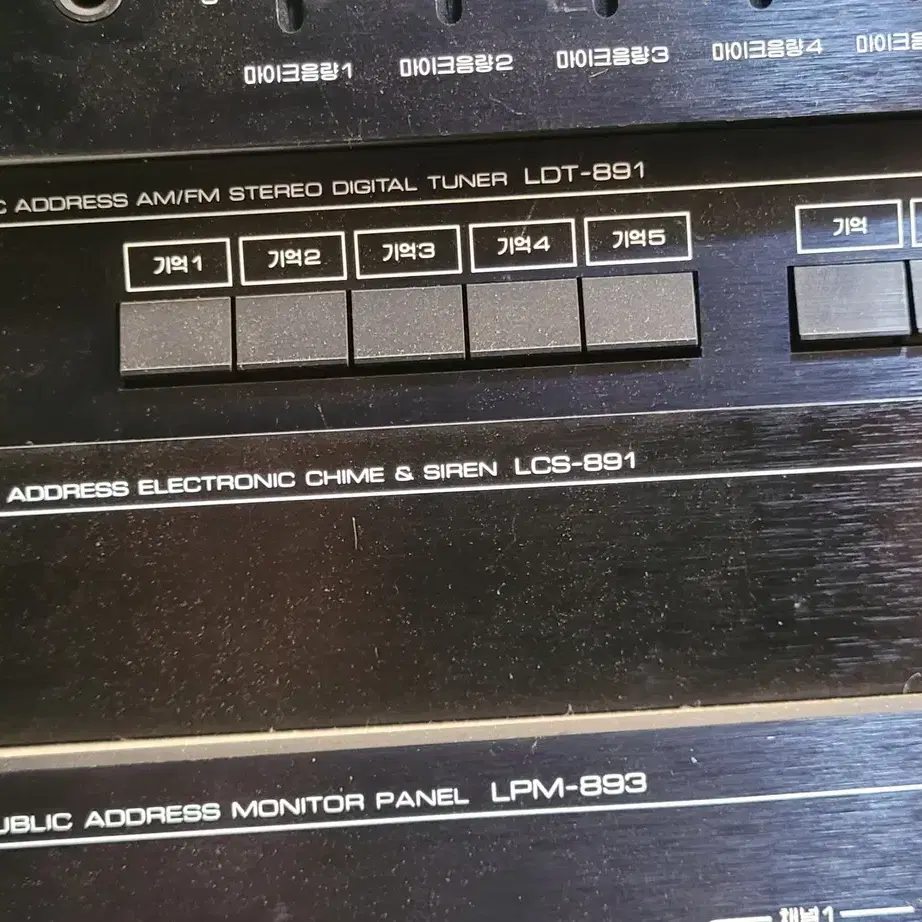 마이크음량1 마이크음량2 마이크음량3 마이크음량4
ADDRESS AM/FM STEREO DIGITAL TUNER LDT-891
기억1 기억2 기억3 기억4 기억5 기억
ADDRESS ELECTRONIC CHIME & SIREN LCS-891
PUBLIC ADDRESS MONITOR PANEL LPM-893
채널1